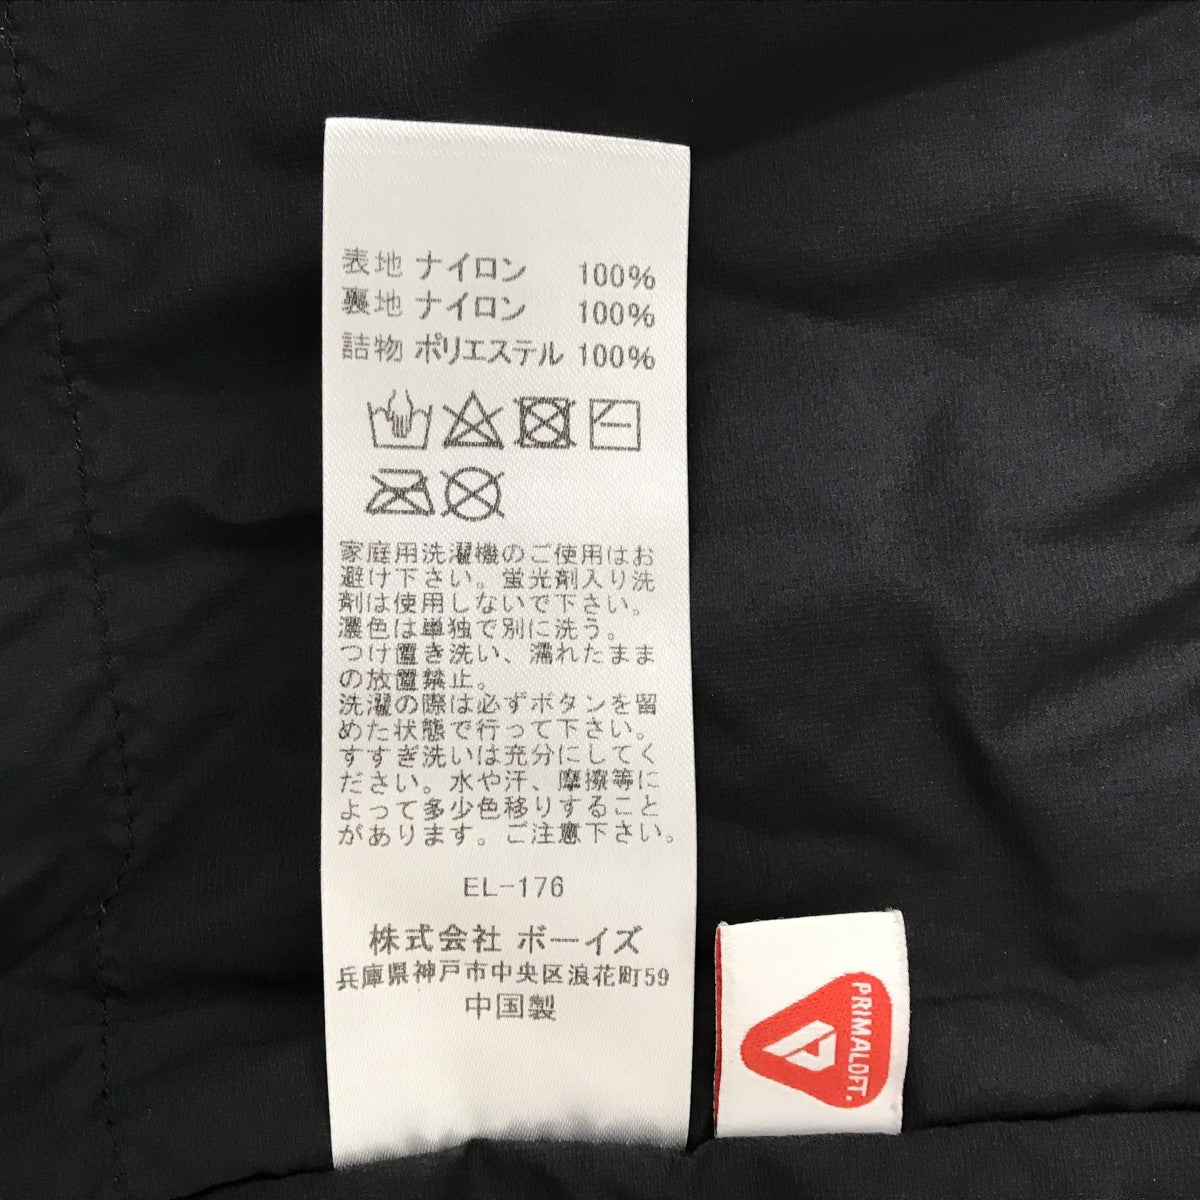 表地 ナイロン 100%
裏地 ナイロン 100%
詰物 ポリエステル 100%
家庭用洗濯機のご使用はお
避け下さい。蛍光剤入り洗
剤は使用しないで下さい。
濃色は単独で別に洗う。
つけ置き洗い、濡れたまま
の放置禁止。
洗濯の際は必ずボタンを留
めた状態で行って下さい。
すすぎ洗いは充分にしてく
ださい。水や汗、摩擦等に
よって多少色移りすること
があります。ご注意下さい。
EL-176
株式会社 ボーイズ
兵庫県神戸市中央区浪花町59
中国製
PRIMALOFT.